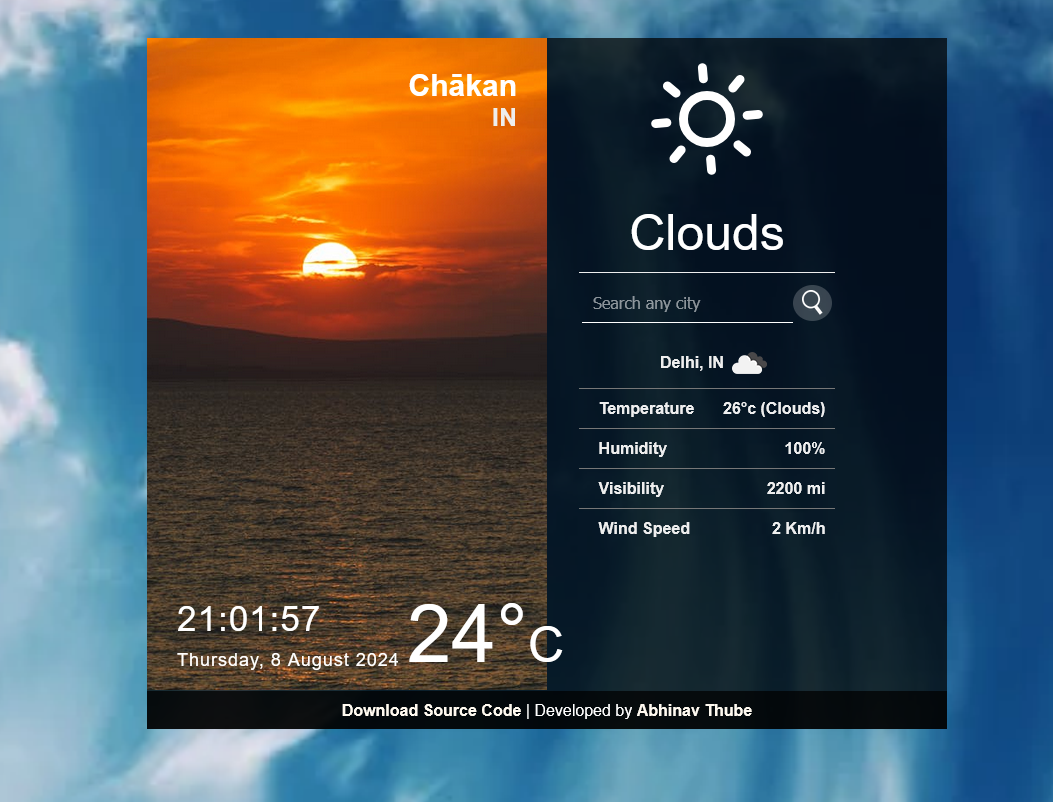 Chākan
IN
21:01:57
Thursday, 8 August 2024
24°c
Clouds
Search any city
Delhi, IN
Temperature 26°c (Clouds)
Humidity 100%
Visibility 2200 mi
Wind Speed 2 Km/h
Download Source Code | Developed by Abhinav Thube